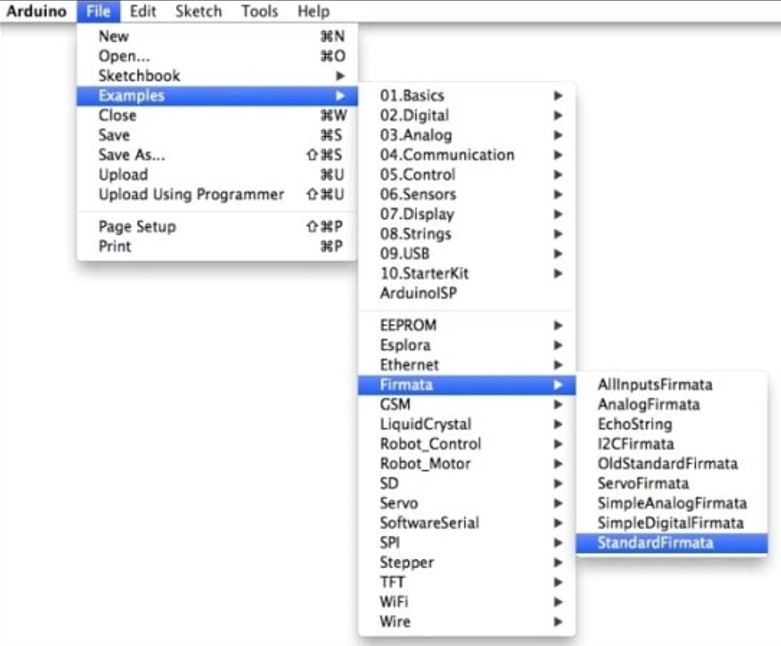 Arduino File Edit Sketch Tools Help
New ⌘N
Open... ⌘O
Sketchbook ▶
Examples ▶
Close ⌘W
Save ⌘S
Save As... ⇧⌘S
Upload ⌘U
Upload Using Programmer ⇧⌘U
Page Setup ⇧⌘P
Print ⌘P
01.Basics ▶
02.Digital ▶
03.Analog ▶
04.Communication ▶
05.Control ▶
06.Sensors ▶
07.Display ▶
08.Strings ▶
09.USB ▶
10.StarterKit ▶
ArduinoISP
EEPROM ▶
Esplora ▶
Ethernet ▶
Firmata ▶
GSM ▶
LiquidCrystal ▶
Robot_Control ▶
Robot_Motor ▶
SD ▶
Servo ▶
SoftwareSerial ▶
SPI ▶
Stepper ▶
TFT ▶
WiFi ▶
Wire ▶
AllInputsFirmata
AnalogFirmata
EchoString
I2CFirmata
OldStandardFirmata
ServoFirmata
SimpleAnalogFirmata
SimpleDigitalFirmata
StandardFirmata